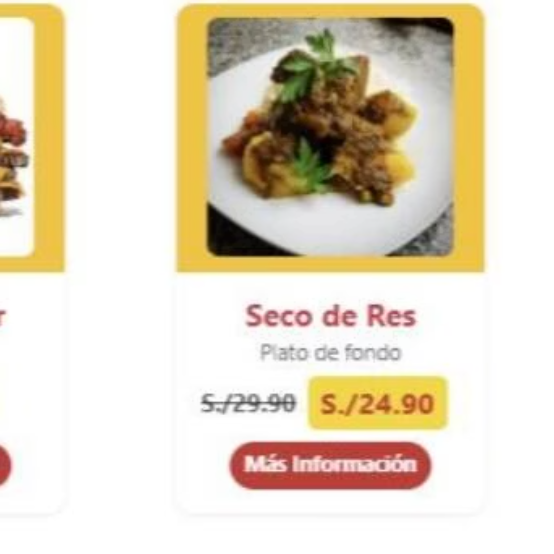 r
Seco de Res
Plato de fondo
S./29.90 S./24.90
Más Información